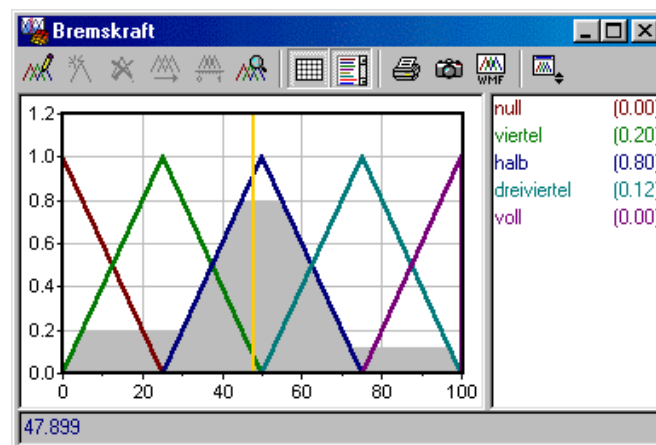 Bremskraft
WMF
1.2
1.0
0.8
0.6
0.4
0.2
0.0
0 20 40 60 80 100
null (0.00)
viertel (0.20)
halb (0.80)
dreiviertel (0.12)
voll (0.00)
47.899